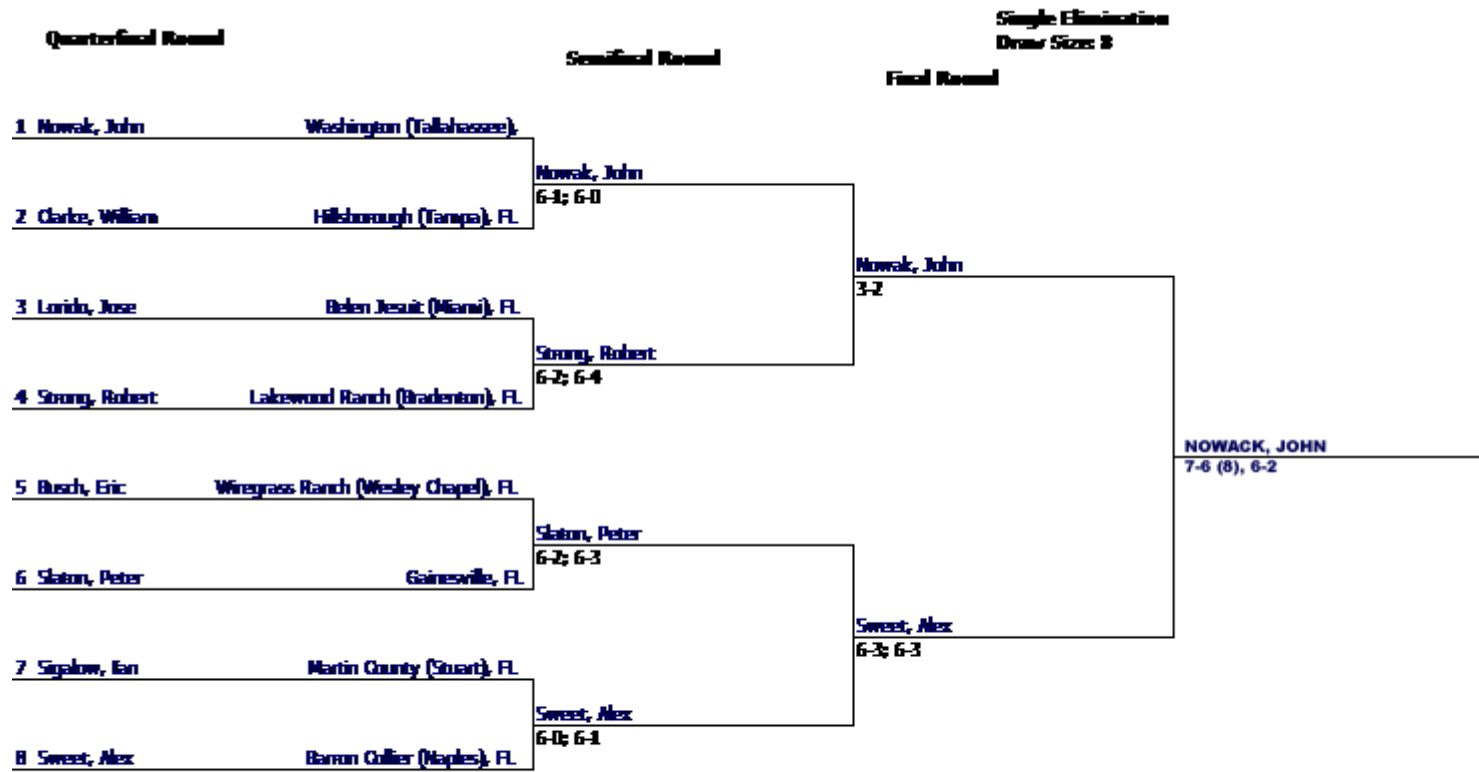 Single Elimination
Draw Size: 8
Quarterfinal Round
Semifinal Round
Final Round
1 Nowak, John Washington (Tallahassee),
Nowak, John
6-1; 6-0
2 Clarke, William Hillsborough (Tampa), FL
Nowak, John
3-2
3 Lorido, Jose Belen Jesuit (Miami), FL
Strong, Robert
6-2; 6-4
4 Strong, Robert Lakewood Ranch (Bradenton), FL
NOWACK, JOHN
7-6 (8), 6-2
5 Busch, Eric Wiregrass Ranch (Wesley Chapel), FL
Slaton, Peter
6-2; 6-3
6 Slaton, Peter Gainesville, FL
Sweet, Alex
6-3; 6-3
7 Sigalow, Ian Martin County (Stuart), FL
Sweet, Alex
6-0; 6-1
8 Sweet, Alex Barron Collier (Naples), FL